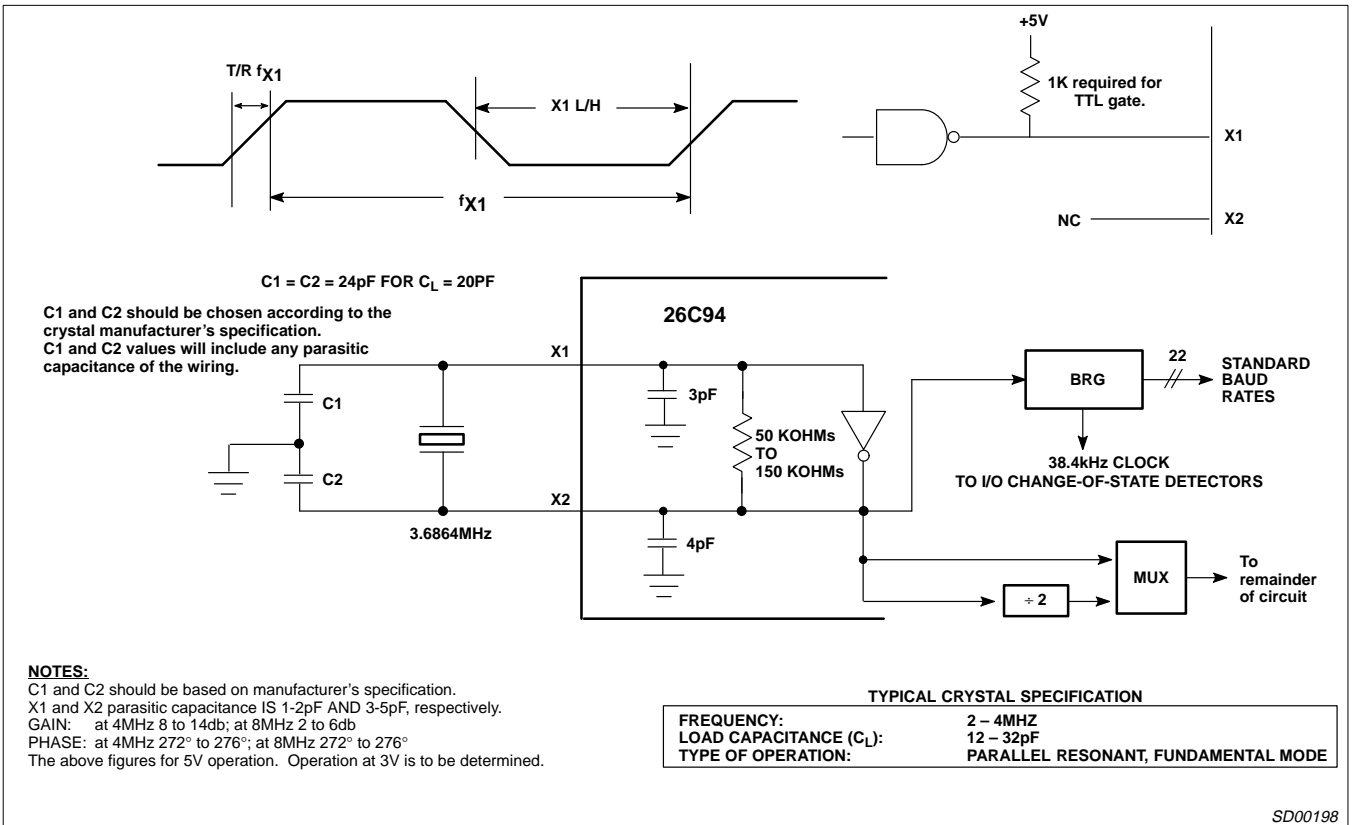 +5V
T/R fX1
X1 L/H
1K required for
TTL gate.
X1
fX1
NC
X2
C1 = C2 = 24pF FOR CL = 20PF
C1 and C2 should be chosen according to the
crystal manufacturer's specification.
C1 and C2 values will include any parasitic
capacitance of the wiring.
26C94
X1
C1
3pF
50 KOHMs
TO
150 KOHMs
BRG
22
STANDARD
BAUD
RATES
38.4kHz CLOCK
TO I/O CHANGE-OF-STATE DETECTORS
C2
X2
3.6864MHz
4pF
MUX
÷ 2
To
remainder
of circuit
NOTES:
C1 and C2 should be based on manufacturer's specification.
X1 and X2 parasitic capacitance IS 1-2pF AND 3-5pF, respectively.
GAIN: at 4MHz 8 to 14db; at 8MHz 2 to 6db
PHASE: at 4MHz 272° to 276°; at 8MHz 272° to 276°
The above figures for 5V operation. Operation at 3V is to be determined.
TYPICAL CRYSTAL SPECIFICATION
FREQUENCY: 2 – 4MHZ
LOAD CAPACITANCE (CL): 12 – 32pF
TYPE OF OPERATION: PARALLEL RESONANT, FUNDAMENTAL MODE
SD00198